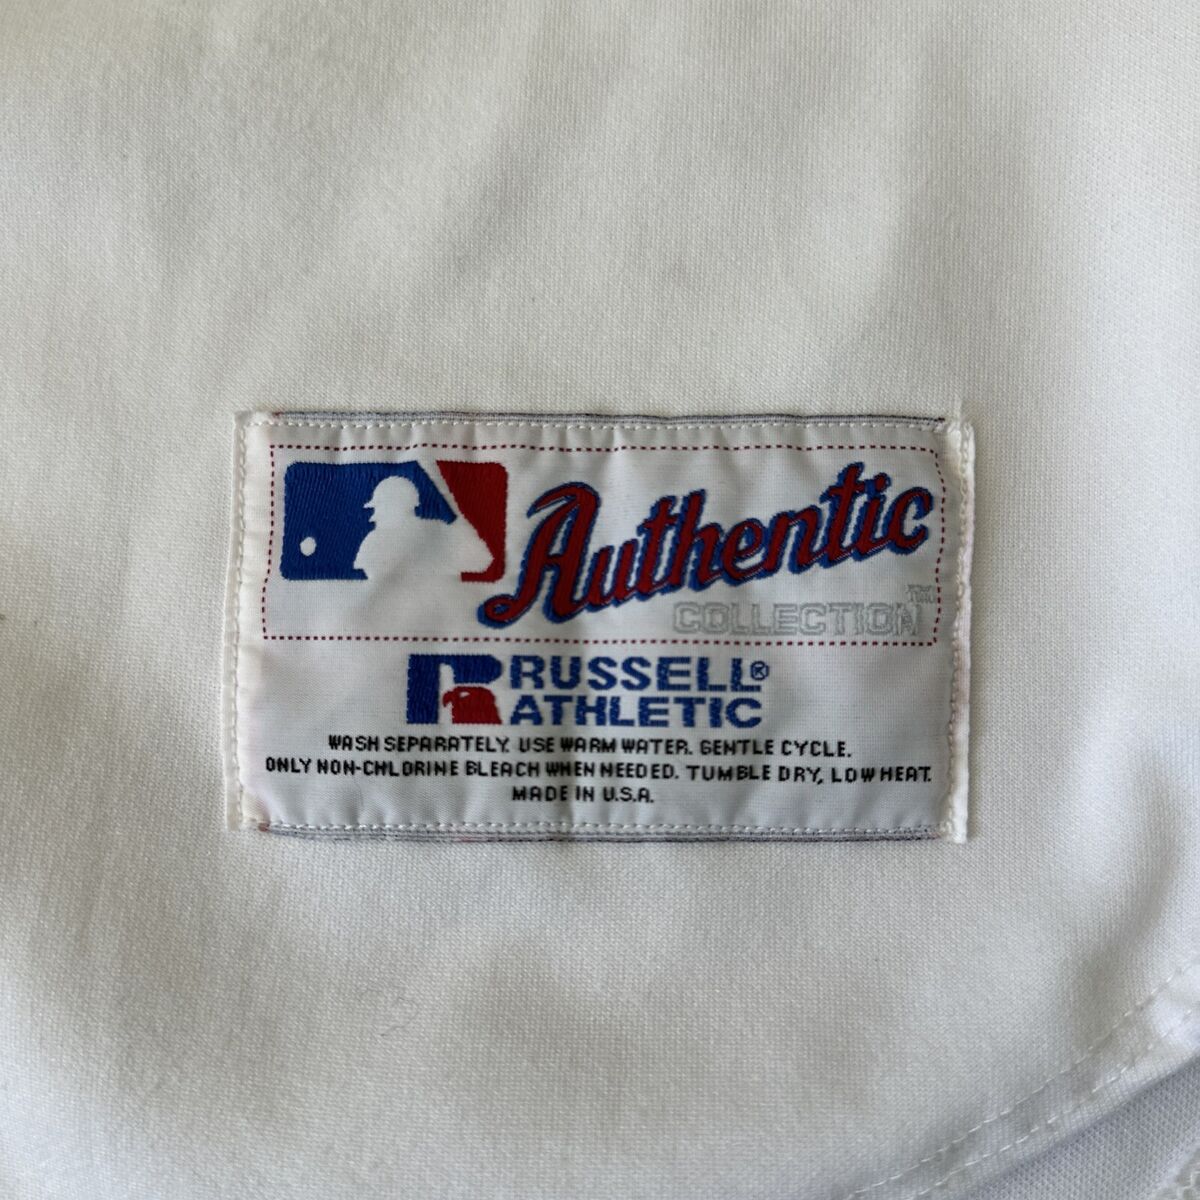 Authentic
COLLECTION™
RUSSELL®
ATHLETIC
WASH SEPARATELY. USE WARM WATER. GENTLE CYCLE.
ONLY NON-CHLORINE BLEACH WHEN NEEDED. TUMBLE DRY, LOW HEAT.
MADE IN U.S.A.